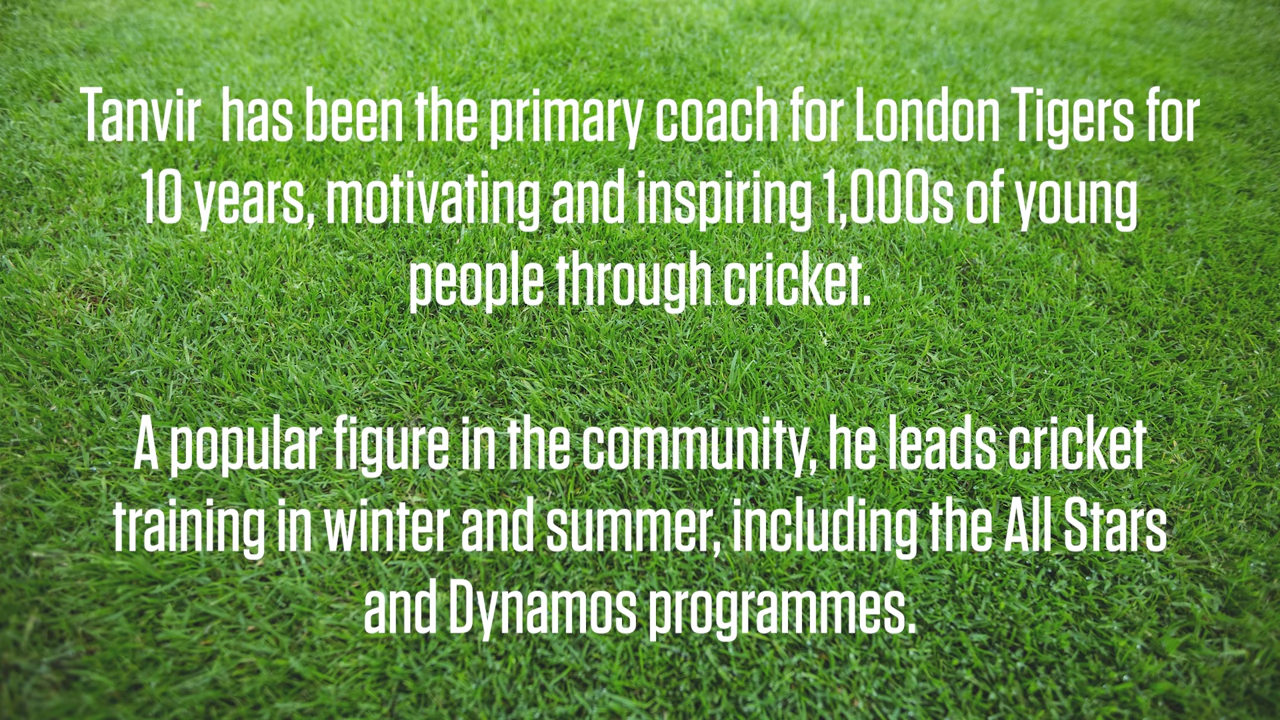 Tanvir  has been the primary coach for London Tigers for
10 years, motivating and inspiring 1,000s of young
people through cricket.
A popular figure in the community, he leads cricket
training in winter and summer, including the All Stars
and Dynamos programmes.